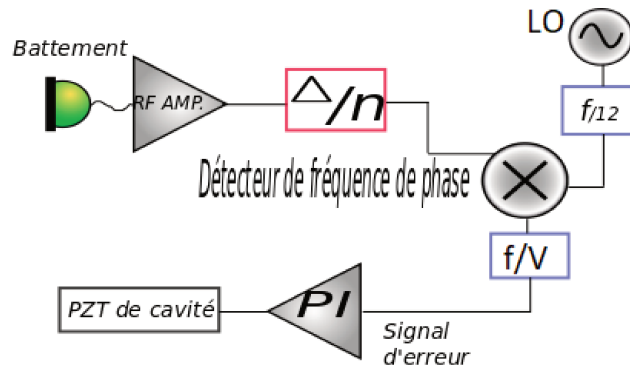 LO
Battement
RF AMP.
Δ/n
f/12
Détecteur de fréquence de phase
f/V
PZT de cavité
PI
Signal
d'erreur